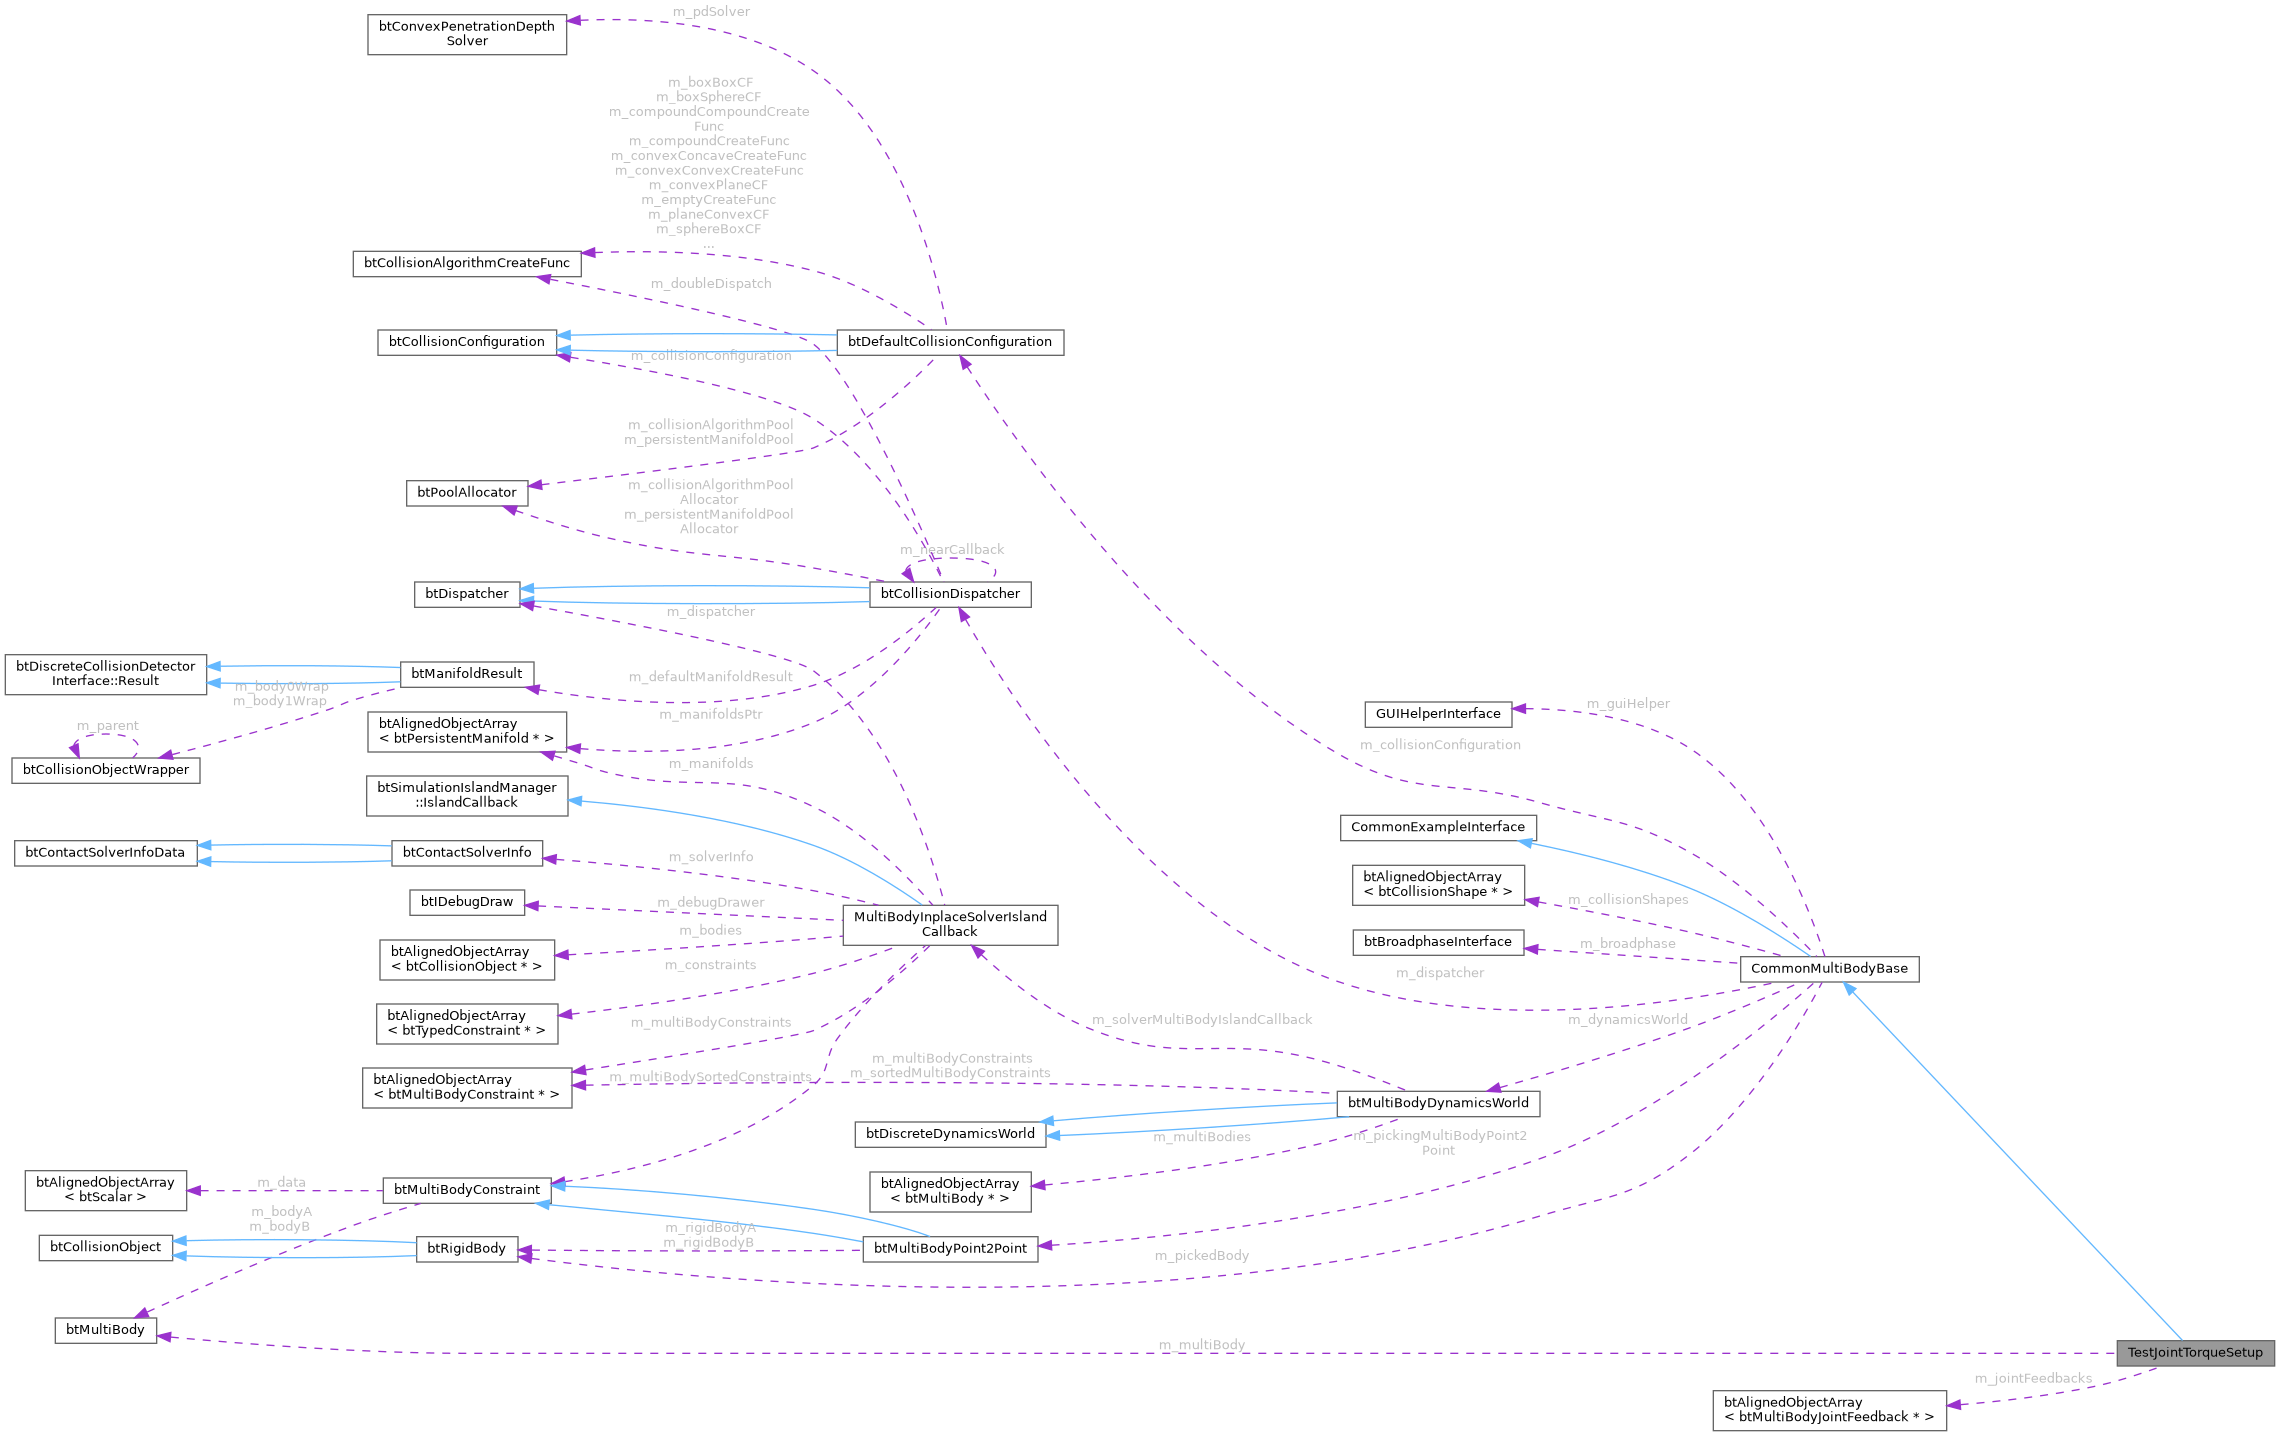 m_pdSolver
btConvexPenetrationDepth
Solver
m_boxBoxCF
m_boxSphereCF
m_compoundCompoundCreate
Func
m_compoundCreateFunc
m_convexConcaveCreateFunc
m_convexConvexCreateFunc
m_convexPlaneCF
m_emptyCreateFunc
m_planeConvexCF
m_sphereBoxCF
...
btCollisionAlgorithmCreateFunc
m_doubleDispatch
btCollisionConfiguration
btDefaultCollisionConfiguration
m_collisionConfiguration
m_collisionAlgorithmPool
m_persistentManifoldPool
btPoolAllocator
m_collisionAlgorithmPool
Allocator
m_persistentManifoldPool
Allocator
m_nearCallback
btDispatcher
btCollisionDispatcher
m_dispatcher
btDiscreteCollisionDetector
Interface::Result
btManifoldResult
m_defaultManifoldResult
m_body0Wrap
m_body1Wrap
GUIHelperInterface
m_guiHelper
m_manifoldsPtr
btAlignedObjectArray
< btPersistentManifold * >
m_parent
m_collisionConfiguration
btCollisionObjectWrapper
m_manifolds
btSimulationIslandManager
::IslandCallback
CommonExampleInterface
btContactSolverInfoData
btContactSolverInfo
m_solverInfo
btAlignedObjectArray
< btCollisionShape * >
m_collisionShapes
btIDebugDraw
m_debugDrawer
MultiBodyInplaceSolverIsland
Callback
m_bodies
btBroadphaseInterface
m_broadphase
btAlignedObjectArray
< btCollisionObject * >
m_constraints
CommonMultiBodyBase
m_dispatcher
btAlignedObjectArray
< btTypedConstraint * >
m_multiBodyConstraints
m_solverMultiBodyIslandCallback
m_dynamicsWorld
m_multiBodyConstraints
m_sortedMultiBodyConstraints
m_multiBodySortedConstraints
btAlignedObjectArray
< btMultiBodyConstraint * >
btMultiBodyDynamicsWorld
btDiscreteDynamicsWorld
m_multiBodies
m_pickingMultiBodyPoint2
Point
btAlignedObjectArray
< btScalar >
m_data
btMultiBodyConstraint
btAlignedObjectArray
< btMultiBody * >
m_bodyA
m_bodyB
btCollisionObject
btRigidBody
m_rigidBodyA
m_rigidBodyB
btMultiBodyPoint2Point
m_pickedBody
btMultiBody
m_multiBody
TestJointTorqueSetup
m_jointFeedbacks
btAlignedObjectArray
< btMultiBodyJointFeedback * >